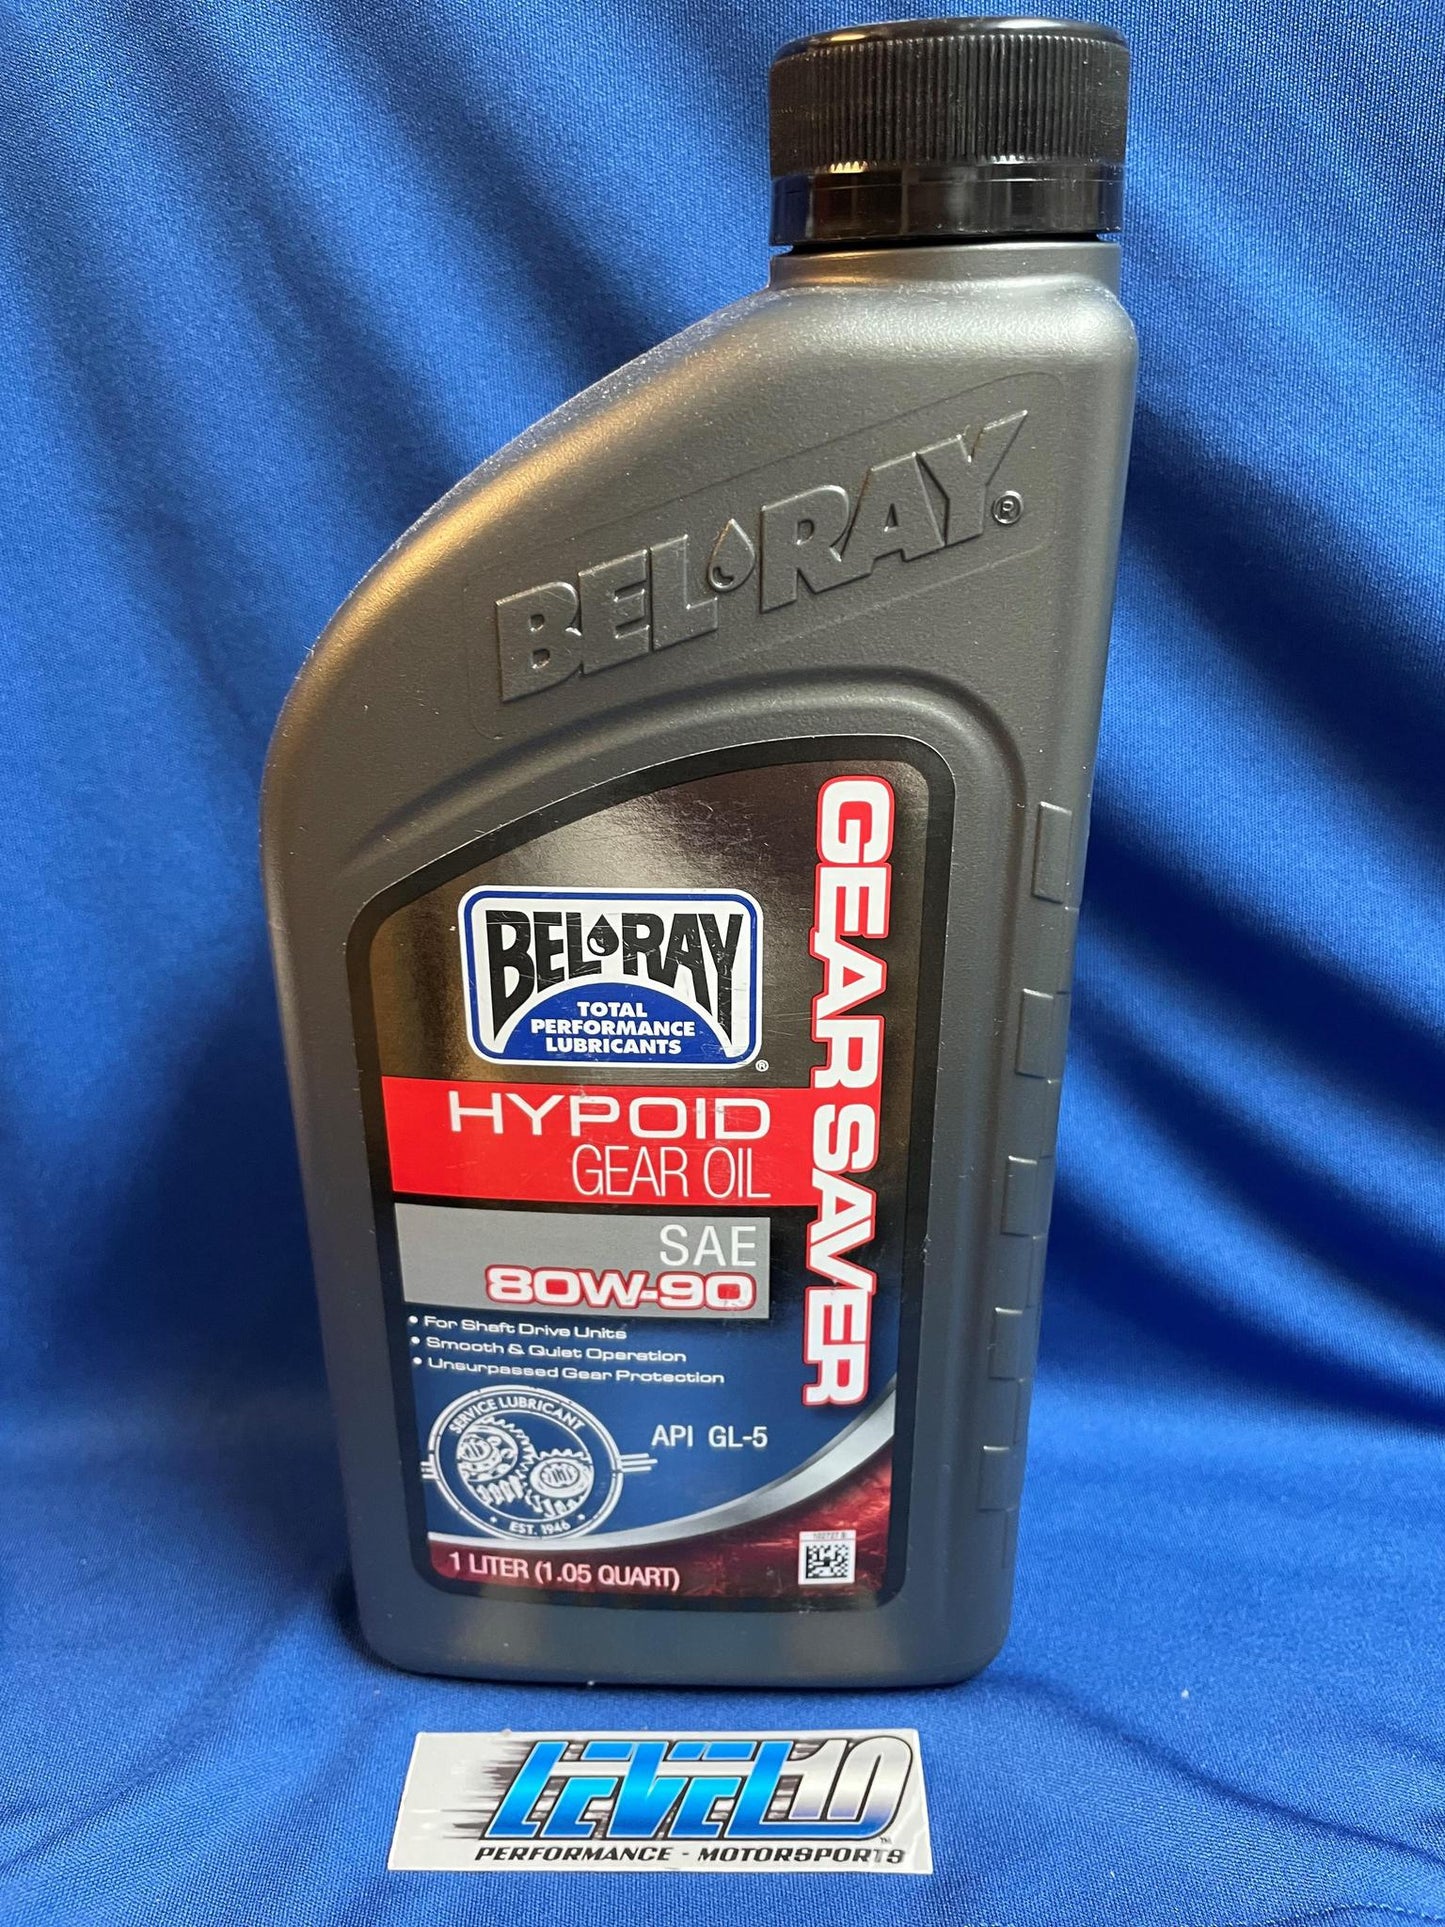 BEL RAY ®
GEAR SAVER
BEL RAY
TOTAL
PERFORMANCE
LUBRICANTS
®
HYPOID
GEAR OIL
SAE
80W-90
• For Shaft Drive Units
• Smooth & Quiet Operation
• Unsurpassed Gear Protection
SERVICE LUBRICANT
• EST. 1946 •
API GL-5
1 LITER (1.05 QUART)
LEVEL 10
™
PERFORMANCE - MOTORSPORTS